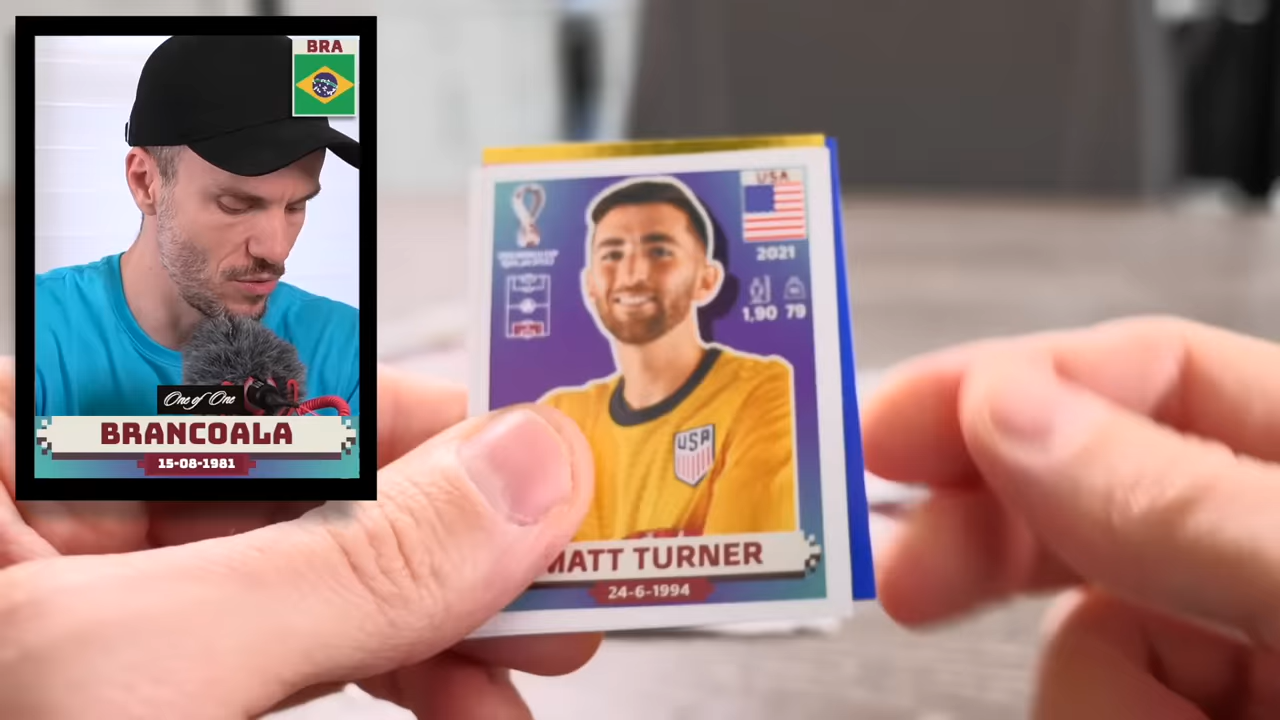 BRA
One of One
BRANCOALA
15-08-1981
USA
2021
1,90 79
USA
MATT TURNER
24-6-1994